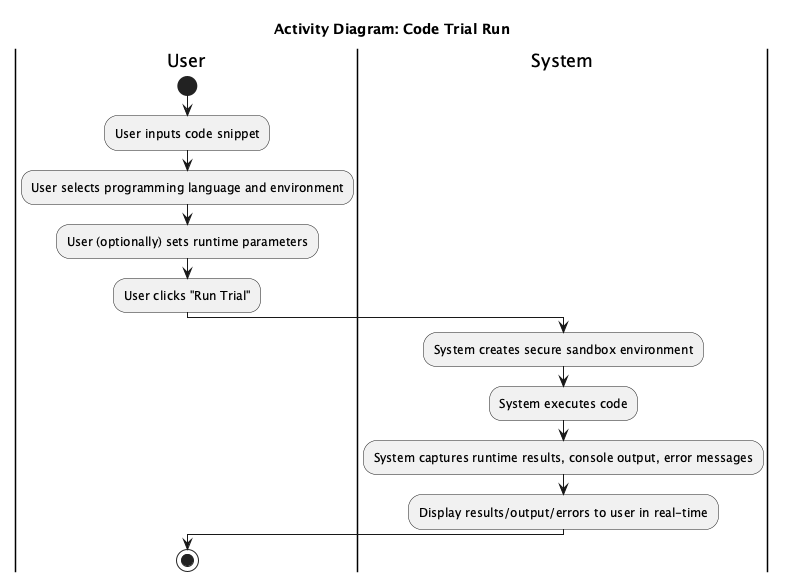 Activity Diagram: Code Trial Run
User
System
User inputs code snippet
User selects programming language and environment
User (optionally) sets runtime parameters
User clicks "Run Trial"
System creates secure sandbox environment
System executes code
System captures runtime results, console output, error messages
Display results/output/errors to user in real-time